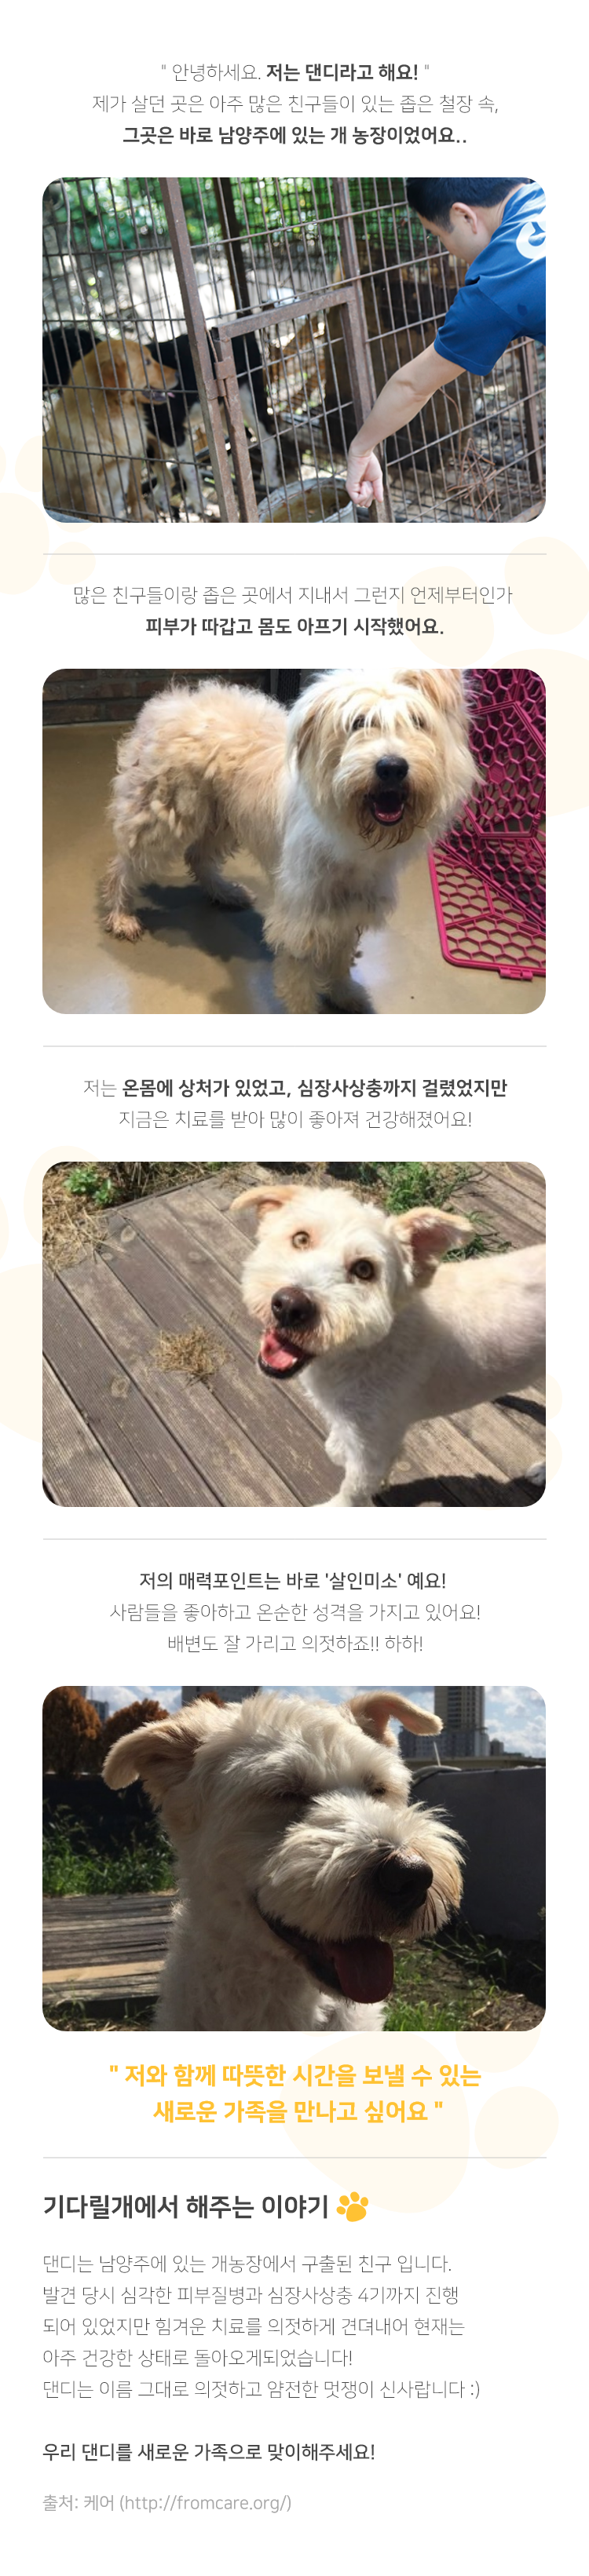 " 안녕하세요. 저는 댄디라고 해요! "
제가 살던 곳은 아주 많은 친구들이 있는 좁은 철장 속,
그곳은 바로 남양주에 있는 개 농장이었어요..
많은 친구들이랑 좁은 곳에서 지내서 그런지 언제부터인가
피부가 따갑고 몸도 아프기 시작했어요.
저는 온몸에 상처가 있었고, 심장사상충까지 걸렸었지만
지금은 치료를 받아 많이 좋아져 건강해졌어요!
저의 매력포인트는 바로 '살인미소' 예요!
사람들을 좋아하고 온순한 성격을 가지고 있어요!
배변도 잘 가리고 의젓하죠!! 하하!
" 저와 함께 따뜻한 시간을 보낼 수 있는
새로운 가족을 만나고 싶어요 "
기다릴개에서 해주는 이야기
댄디는 남양주에 있는 개농장에서 구출된 친구 입니다.
발견 당시 심각한 피부질병과 심장사상충 4기까지 진행
되어 있었지만 힘겨운 치료를 의젓하게 견뎌내어 현재는
아주 건강한 상태로 돌아오게되었습니다!
댄디는 이름 그대로 의젓하고 얌전한 멋쟁이 신사랍니다 :)
우리 댄디를 새로운 가족으로 맞이해주세요!
출처: 케어 (http://fromcare.org/)